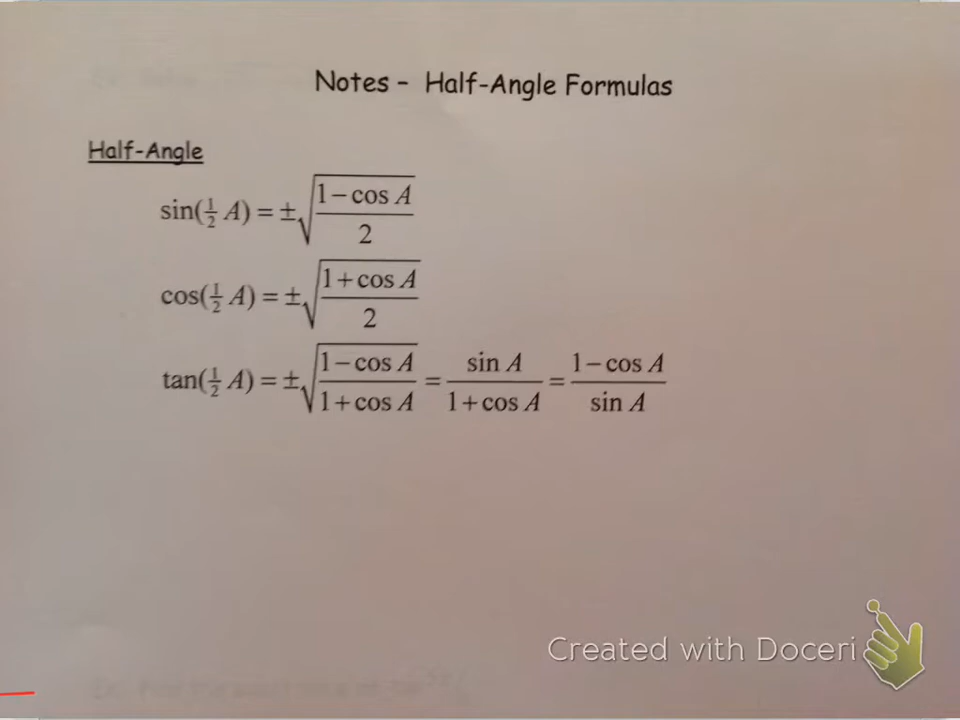 Notes – Half-Angle Formulas
Half-Angle
sin(½ A) = ±√((1 − cos A)/2)
cos(½ A) = ±√((1 + cos A)/2)
tan(½ A) = ±√((1 − cos A)/(1 + cos A)) = sin A/(1 + cos A) = (1 − cos A)/sin A
Created with Doceri